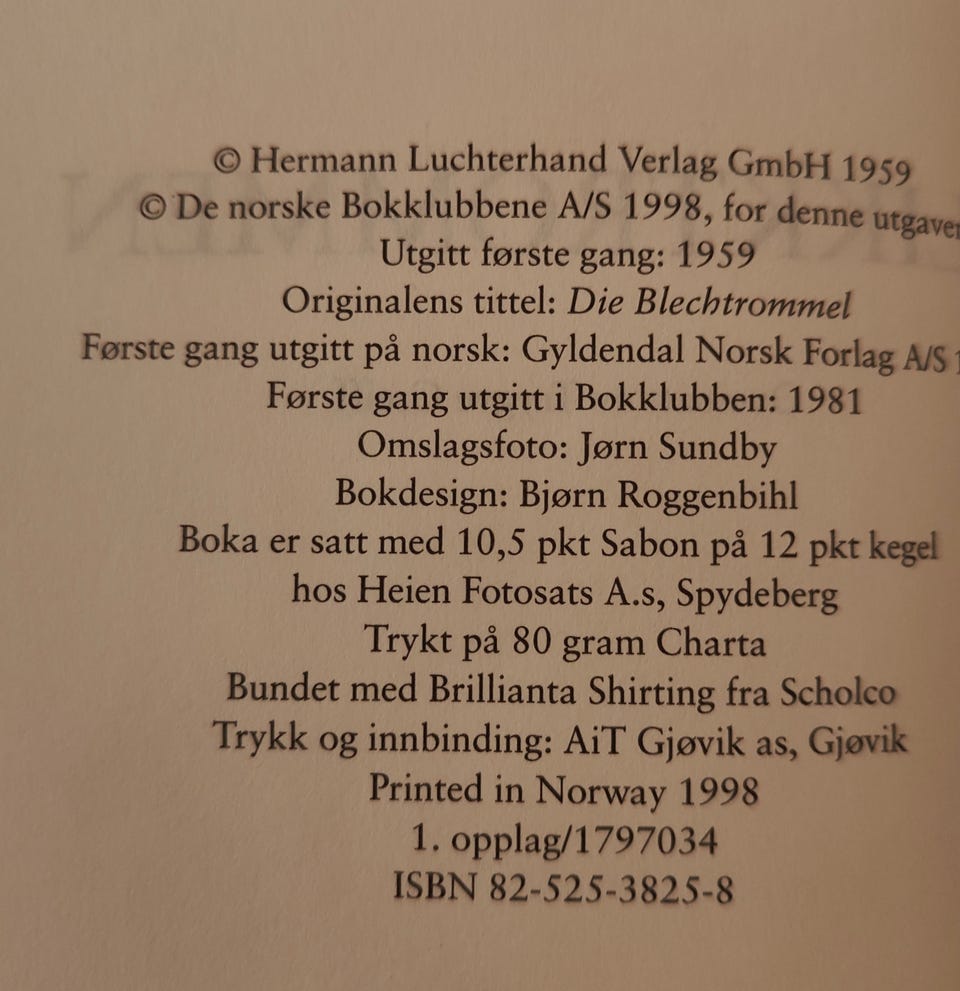 © Hermann Luchterhand Verlag GmbH 1959
© De norske Bokklubbene A/S 1998, for denne
Utgitt første gang: 1959
Originalens tittel: Die Blechtrommel
Første gang utgitt på norsk: Gyldendal Norsk Forlag A/S
Første gang utgitt i Bokklubben: 1981
Omslagsfoto: Jørn Sundby
Bokdesign: Bjørn Roggenbihl
Boka er satt med 10,5 pkt Sabon på 12 pkt kegel
hos Heien Fotosats A.s, Spydeberg
Trykt på 80 gram Charta
Bundet med Brillianta Shirting fra Scholco
Trykk og innbinding: AiT Gjøvik as, Gjøvik
Printed in Norway 1998
1. opplag/1797034
ISBN 82-525-3825-8